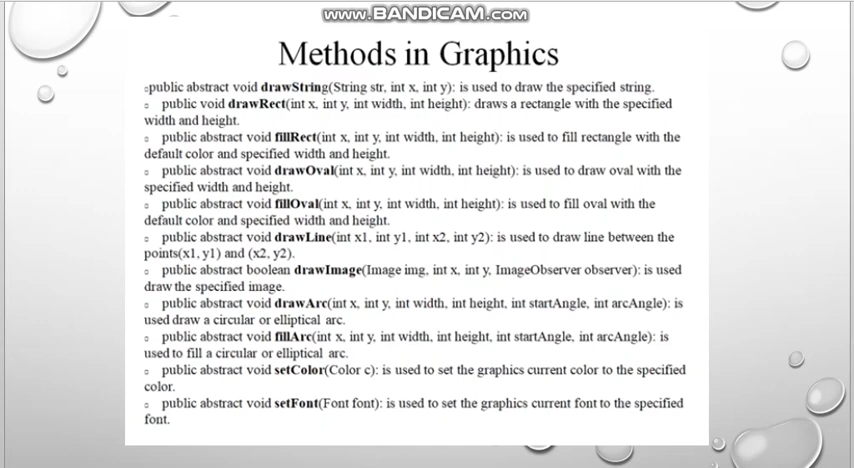 www.BANDICAM.com
Methods in Graphics
public abstract void drawString(String str, int x, int y): is used to draw the specified string.
public void drawRect(int x, int y, int width, int height): draws a rectangle with the specified
width and height.
public abstract void fillRect(int x, int y, int width, int height): is used to fill rectangle with the
default color and specified width and height.
public abstract void drawOval(int x, int y, int width, int height): is used to draw oval with the
specified width and height.
public abstract void fillOval(int x, int y, int width, int height): is used to fill oval with the
default color and specified width and height.
public abstract void drawLine(int x1, int y1, int x2, int y2): is used to draw line between the
points(x1, y1) and (x2, y2).
public abstract boolean drawImage(Image img, int x, int y, ImageObserver observer): is used
draw the specified image.
public abstract void drawArc(int x, int y, int width, int height, int startAngle, int arcAngle): is
used draw a circular or elliptical arc.
public abstract void fillArc(int x, int y, int width, int height, int startAngle, int arcAngle): is
used to fill a circular or elliptical arc.
public abstract void setColor(Color c): is used to set the graphics current color to the specified
color.
public abstract void setFont(Font font): is used to set the graphics current font to the specified
font.